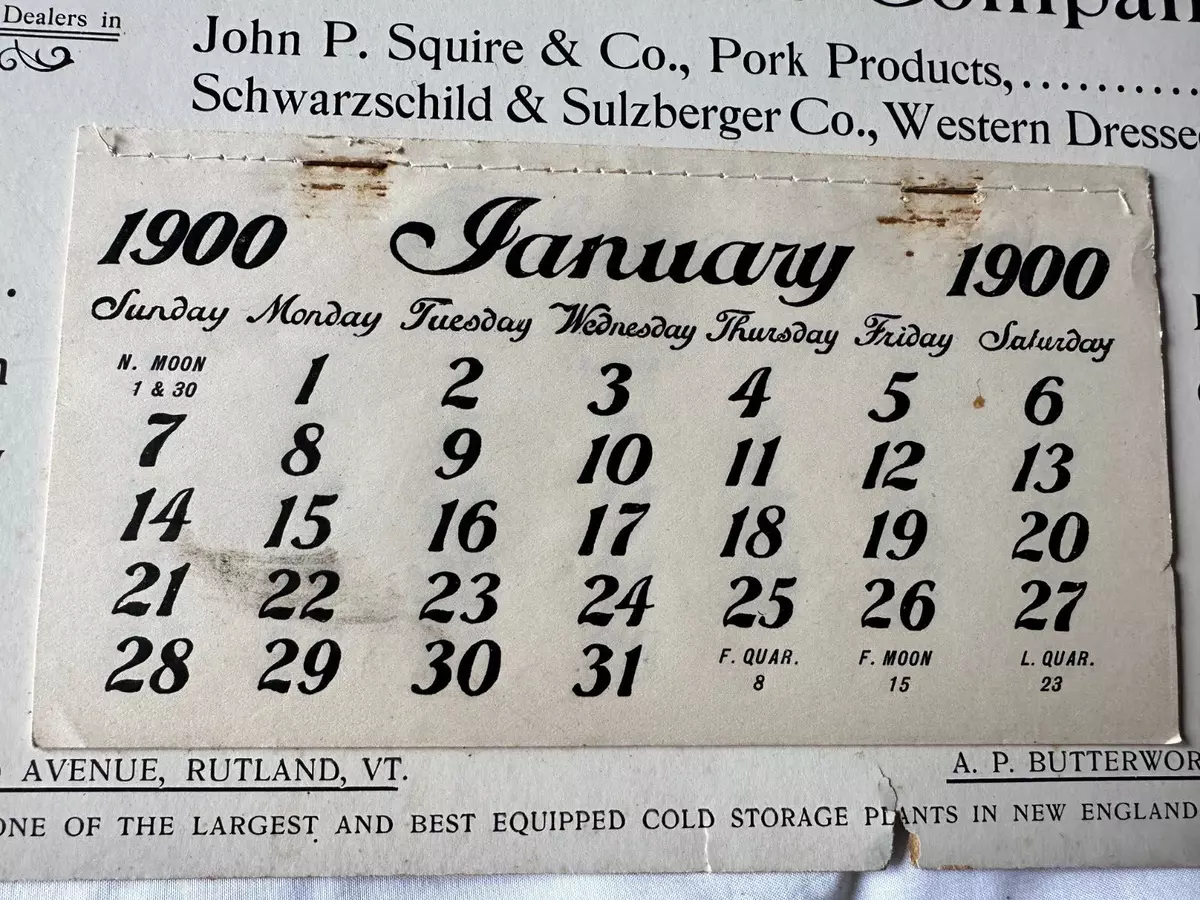 Dealers in
Compan
John P. Squire & Co., Pork Products,..........
Schwarzschild & Sulzberger Co., Western Dresse
1900 January 1900
Sunday Monday Tuesday Wednesday Thursday Friday Saturday
N. MOON 1 2 3 4 5 6
1 & 30
7 8 9 10 11 12 13
14 15 16 17 18 19 20
21 22 23 24 25 26 27
28 29 30 31 F. QUAR. F. MOON L. QUAR.
8 15 23
AVENUE, RUTLAND, VT. A. P. BUTTERWOR
ONE OF THE LARGEST AND BEST EQUIPPED COLD STORAGE PLANTS IN NEW ENGLAND